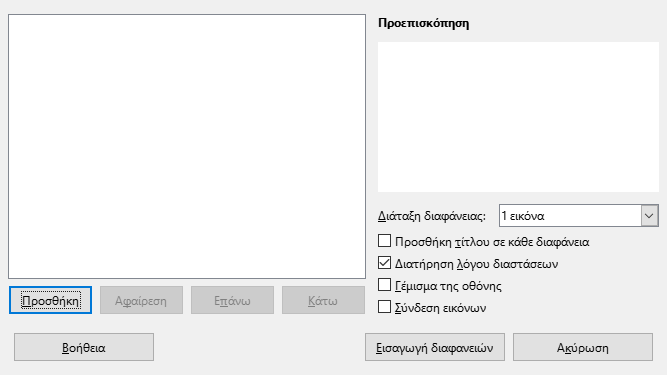 Προεπισκόπηση
Διάταξη διαφάνειας: 1 εικόνα
Προσθήκη τίτλου σε κάθε διαφάνεια
Διατήρηση λόγου διαστάσεων
Γέμισμα της οθόνης
Σύνδεση εικόνων
Προσθήκη Αφαίρεση Επάνω Κάτω
Βοήθεια Εισαγωγή διαφανειών Ακύρωση